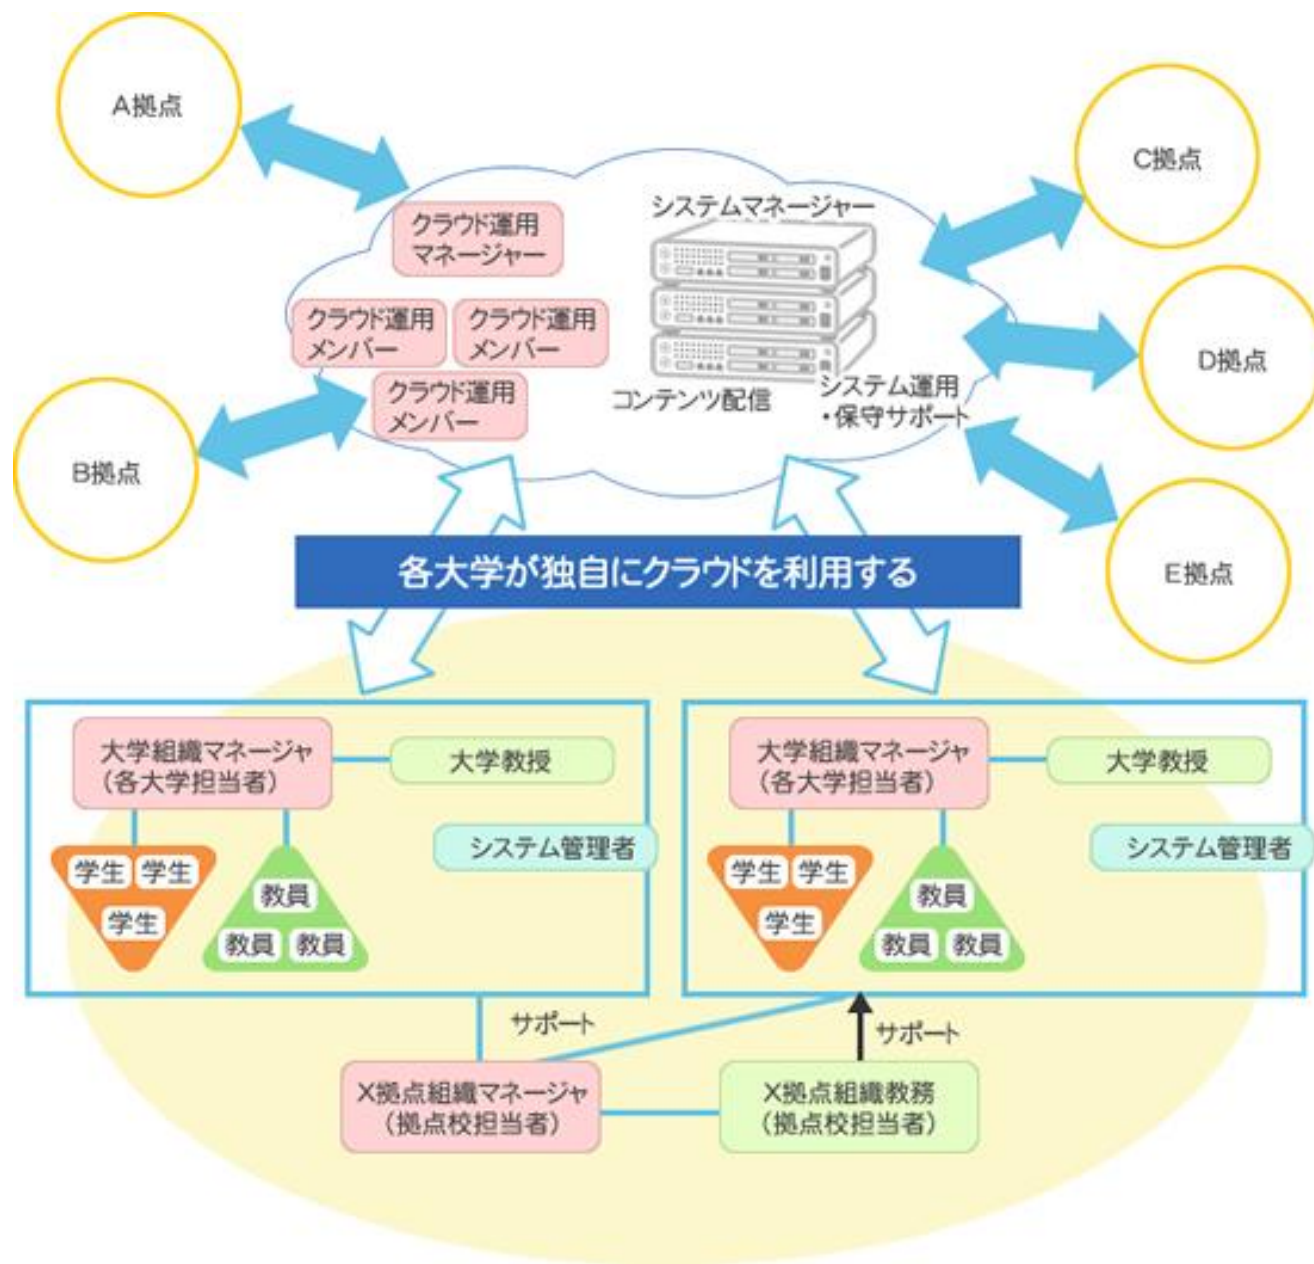 A拠点
C拠点
システムマネージャー
クラウド運用
マネージャー
クラウド運用
メンバー
クラウド運用
メンバー
クラウド運用
メンバー
コンテンツ配信
システム運用
・保守サポート
D拠点
B拠点
E拠点
各大学が独自にクラウドを利用する
大学組織マネージャ
(各大学担当者)
大学教授
システム管理者
学生 学生
学生
教員
教員 教員
大学組織マネージャ
(各大学担当者)
大学教授
システム管理者
学生 学生
学生
教員
教員 教員
サポート
サポート
X拠点組織マネージャ
(拠点校担当者)
X拠点組織教務
(拠点校担当者)